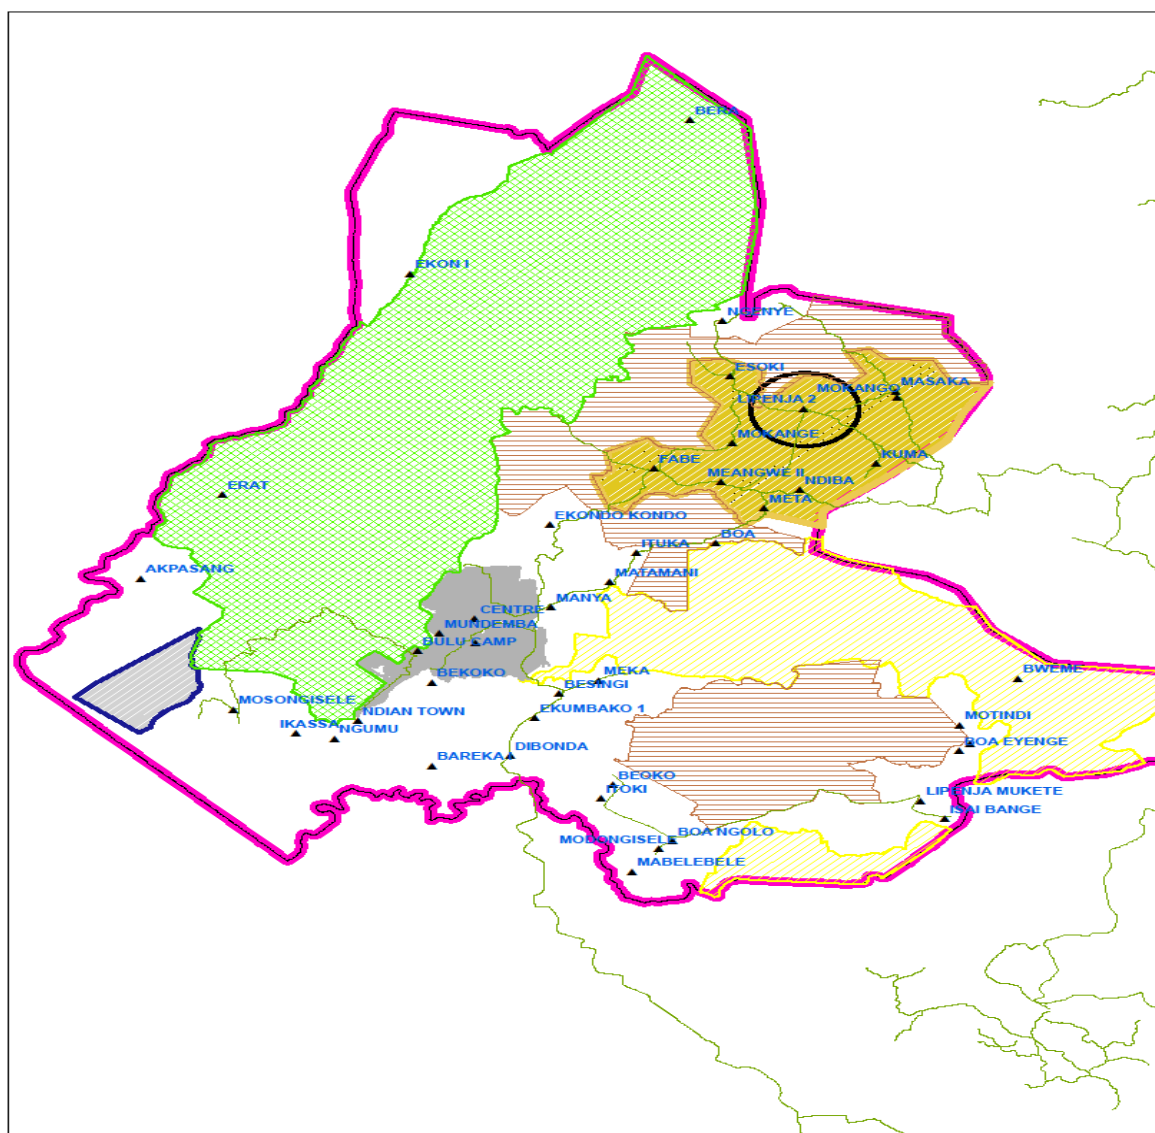 BERA
EKON I
NGENYE
ESOKI
MASAKA
MOKANGO
LIPENJA 2
MOKANGE
FABE
KUMA
MEANGWE II
NDIBA
ERAT
META
EKONDO KONDO
BOA
ITUKA
AKPASANG
MATAMANI
CENTRE
MANYA
MUNDEMBA
BULU CAMP
MEKA
BWEME
BEKOKO
BESINGI
MOSONGISELE
EKUMBAKO 1
NDIAN TOWN
IKASSA
NGUMU
MOTINDI
DIBONDA
BOA EYENGE
BAREKA
BEOKO
ITOKI
LIPENJA MUKETE
ISAI BANGE
BOA NGOLO
MOBONGISELE
MABELEBELE